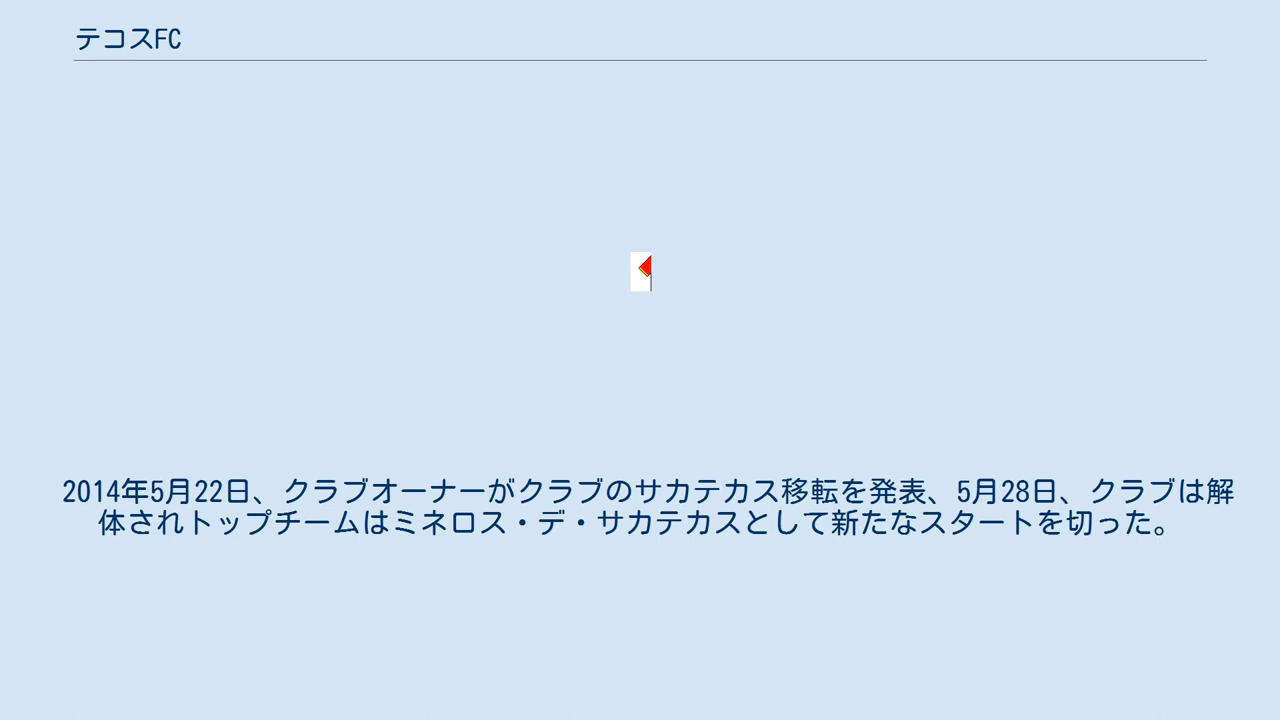 テコスFC
2014年5月22日、クラブオーナーがクラブのサカテカス移転を発表、5月28日、クラブは解
体されトップチームはミネロス・デ・サカテカスとして新たなスタートを切った。